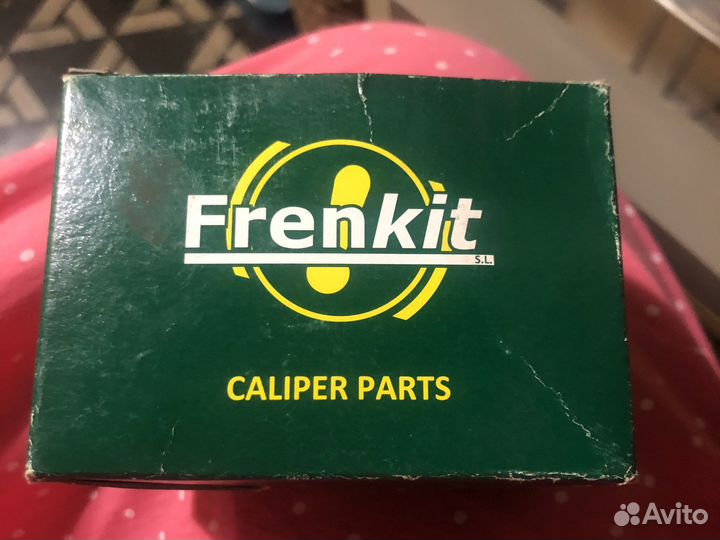 Frenkit
S.L.
CALIPER PARTS
Avito